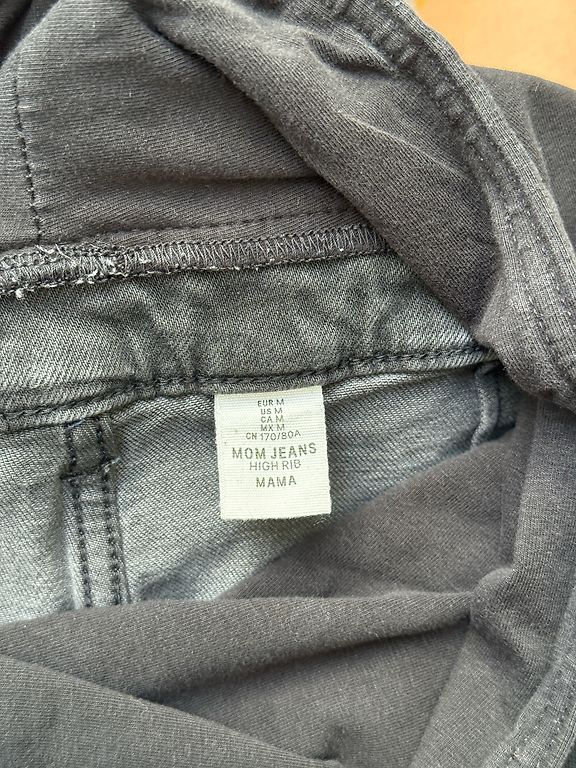 EUR M
US M
CA M
MX M
CN 170/80A
MOM JEANS
HIGH RIB
MAMA